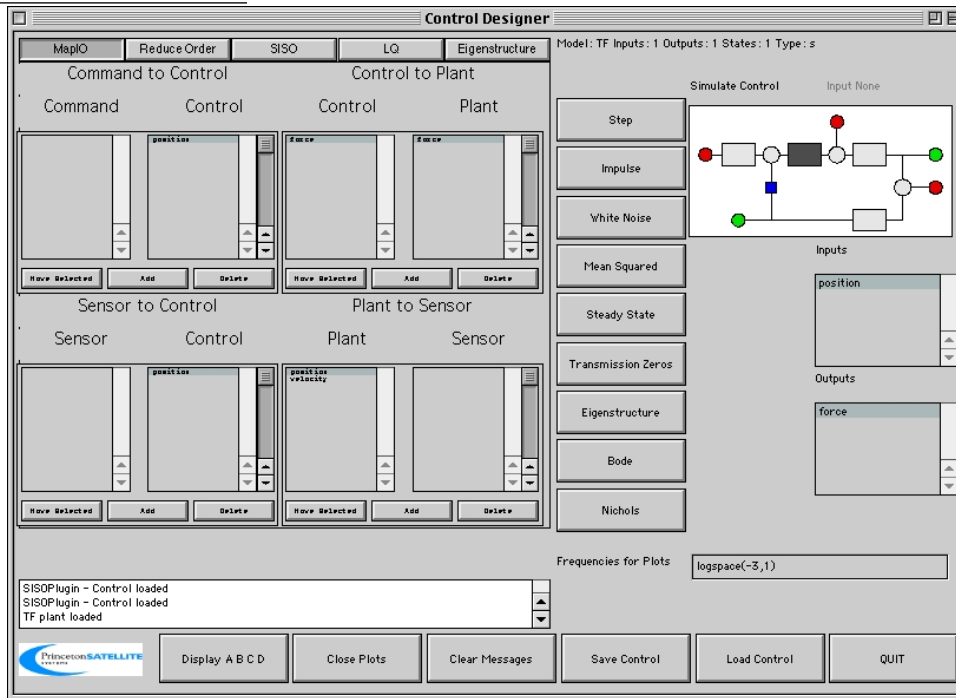 Control Designer
MapIO
Reduce Order
SISO
LQ
Eigenstructure
Model: TF Inputs: 1 Outputs: 1 States: 1 Type: s
Command to Control
Control to Plant
Simulate Control
Input None
Command
Control
Control
Plant
position
force
force
Move Selected
Add
Delete
Move Selected
Add
Delete
Sensor to Control
Plant to Sensor
Sensor
Control
Plant
Sensor
position
position
velocity
Move Selected
Add
Delete
Move Selected
Add
Delete
Step
Impulse
White Noise
Mean Squared
Steady State
Transmission Zeros
Eigenstructure
Bode
Nichols
Inputs
position
Outputs
force
Frequencies for Plots
logspace(-3,1)
SISOPlugin - Control loaded
SISOPlugin - Control loaded
TF plant loaded
PrincetonSATELLITE
SYSTEMS
Display A B C D
Close Plots
Clear Messages
Save Control
Load Control
QUIT